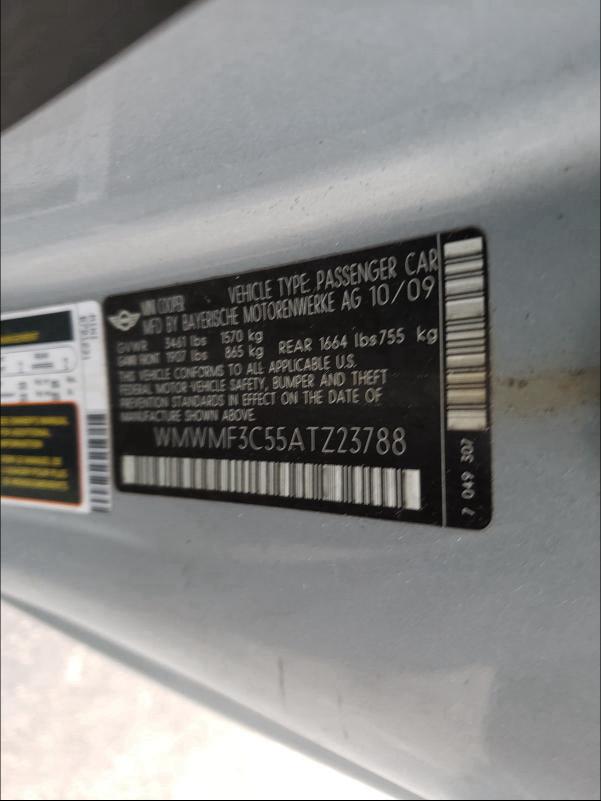 MINI COOPER VEHICLE TYPE: PASSENGER CAR
MFD BY BAYERISCHE MOTORENWERKE AG 10/09
GVWR 3461 lbs 1570 kg
GAWR FRONT 1907 lbs 865 kg REAR 1664 lbs 755 kg
THIS VEHICLE CONFORMS TO ALL APPLICABLE U.S.
FEDERAL MOTOR-VEHICLE SAFETY, BUMPER AND THEFT
PREVENTION STANDARDS IN EFFECT ON THE DATE OF
MANUFACTURE SHOWN ABOVE.
WMWMF3C55ATZ23788
7 049 307